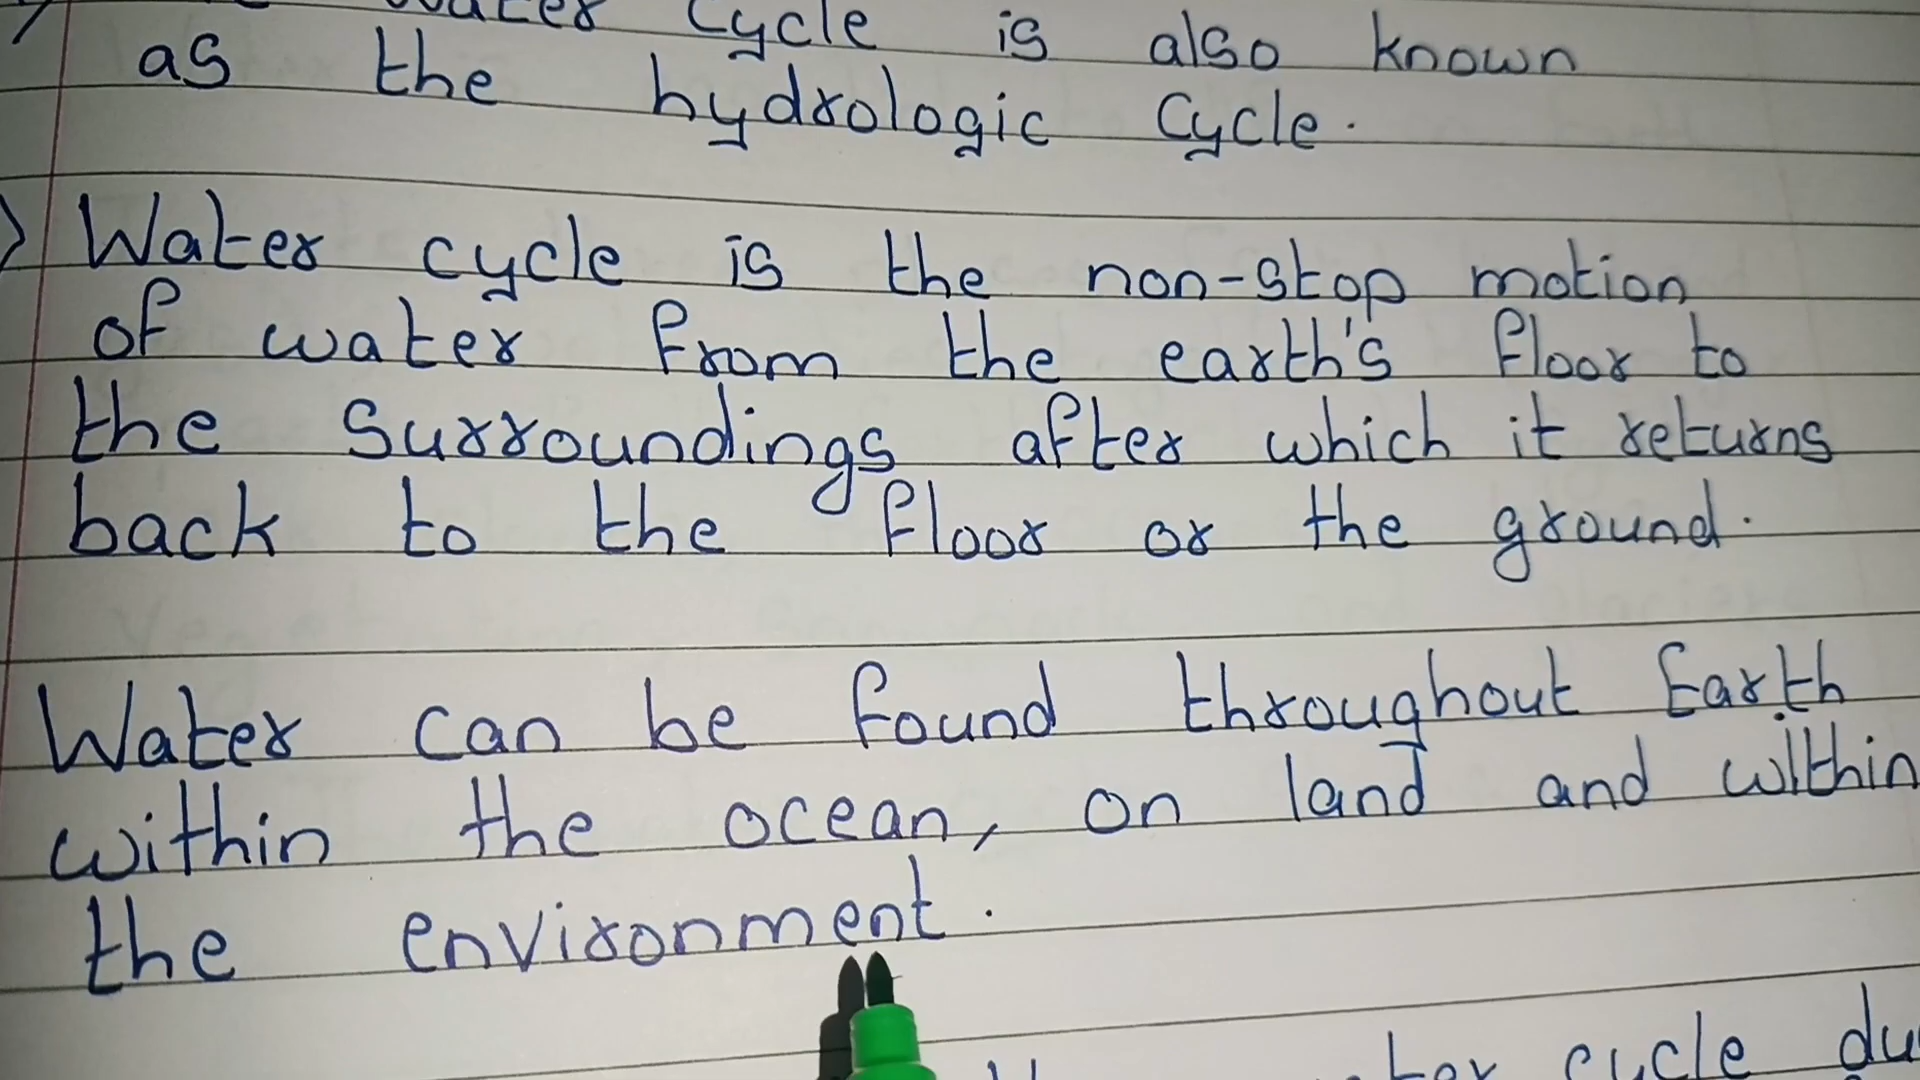 Water Cycle is also known
as the hydrologic Cycle.
Water cycle is the non-stop motion
of water from the earth's floor to
the Surroundings after which it returns
back to the floor or the ground.
Water can be found throughout Earth
within the ocean, on land and within
the environment.
cycle